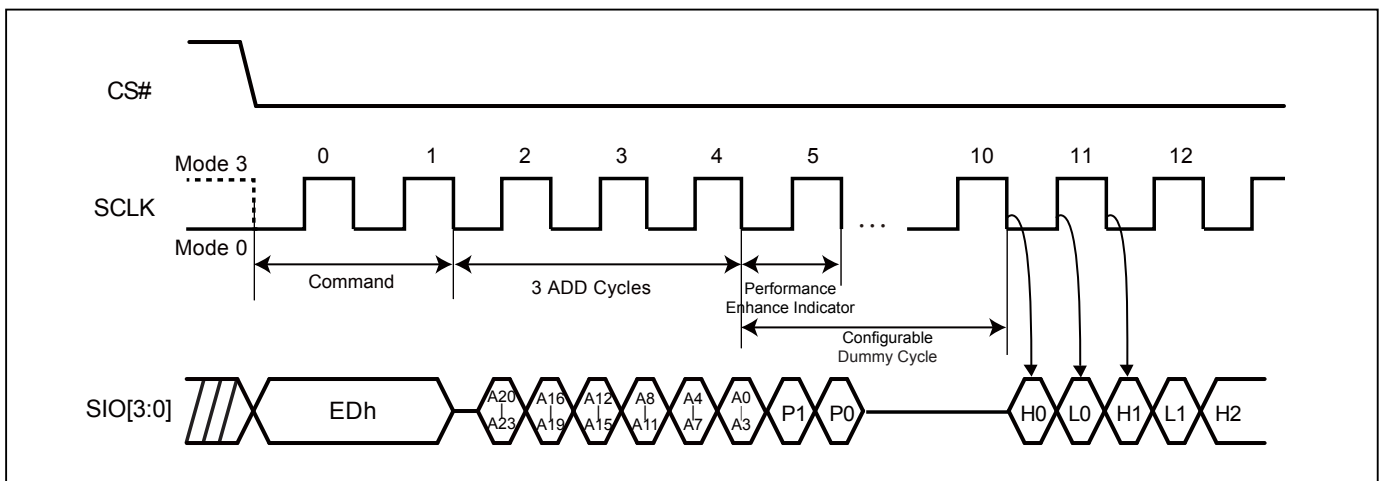 CS#
Mode 3
0 1 2 3 4 5 10 11 12
SCLK
...
Mode 0
Command
3 ADD Cycles
Performance
Enhance Indicator
Configurable
Dummy Cycle
SIO[3:0]
EDh
A20 | A23
A16 | A19
A12 | A15
A8 | A11
A4 | A7
A0 | A3
P1
P0
H0
L0
H1
L1
H2